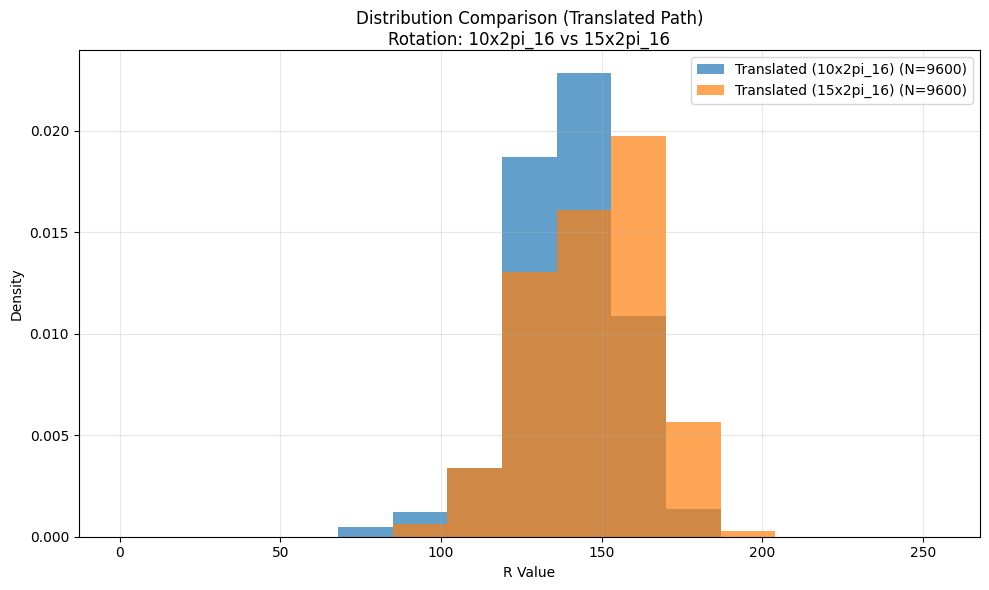 Distribution Comparison (Translated Path)
Rotation: 10x2pi_16 vs 15x2pi_16
Translated (10x2pi_16) (N=9600)
Translated (15x2pi_16) (N=9600)
Density
0.020
0.015
0.010
0.005
0.000
0 50 100 150 200 250
R Value